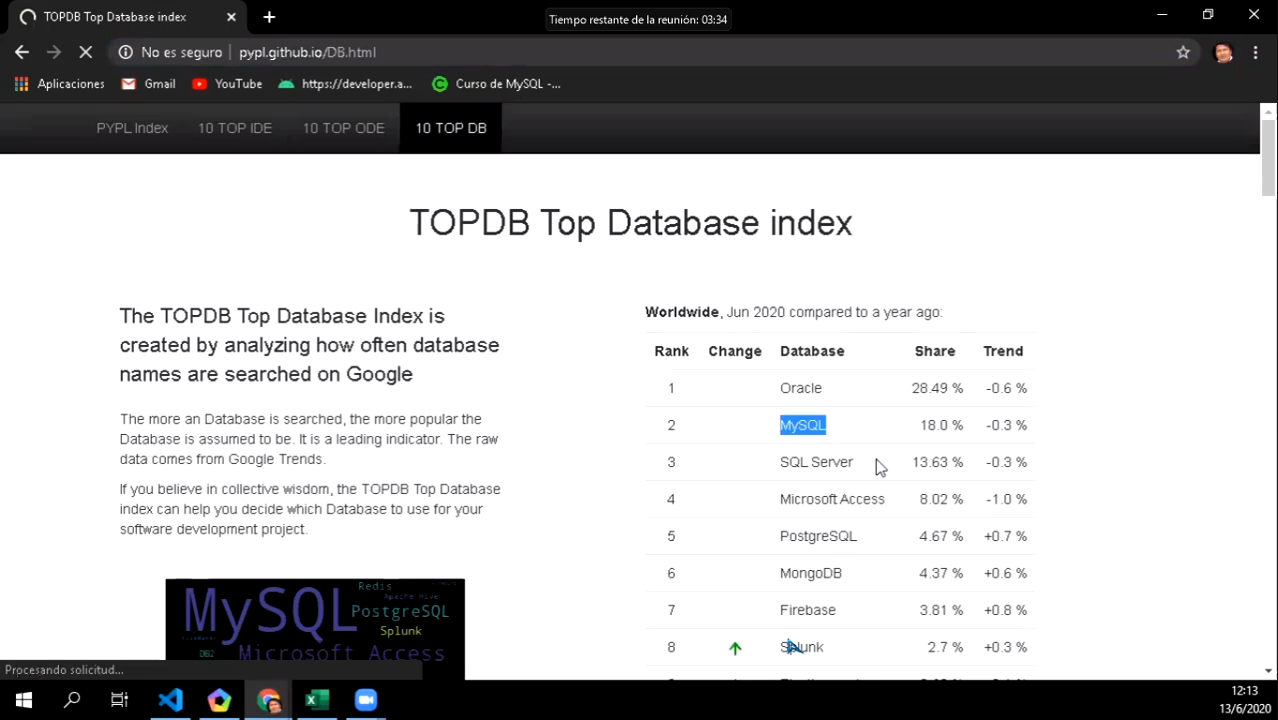 TOPDB Top Database index
Tiempo restante de la reunión: 03:34
No es seguro | pypl.github.io/DB.html
Aplicaciones Gmail YouTube https://developer.a... Curso de MySQL -...
PYPL Index 10 TOP IDE 10 TOP ODE 10 TOP DB
TOPDB Top Database index
The TOPDB Top Database Index is
created by analyzing how often database
names are searched on Google
The more an Database is searched, the more popular the
Database is assumed to be. It is a leading indicator. The raw
data comes from Google Trends.
If you believe in collective wisdom, the TOPDB Top Database
index can help you decide which Database to use for your
software development project.
Redis
Apache Hive
MySQL PostgreSQL
Splunk
DB2 Microsoft Access
Worldwide, Jun 2020 compared to a year ago:
Rank Change Database Share Trend
1 Oracle 28.49 % -0.6 %
2 MySQL 18.0 % -0.3 %
3 SQL Server 13.63 % -0.3 %
4 Microsoft Access 8.02 % -1.0 %
5 PostgreSQL 4.67 % +0.7 %
6 MongoDB 4.37 % +0.6 %
7 Firebase 3.81 % +0.8 %
8 Splunk 2.7 % +0.3 %
Procesando solicitud...
12:13
13/6/2020